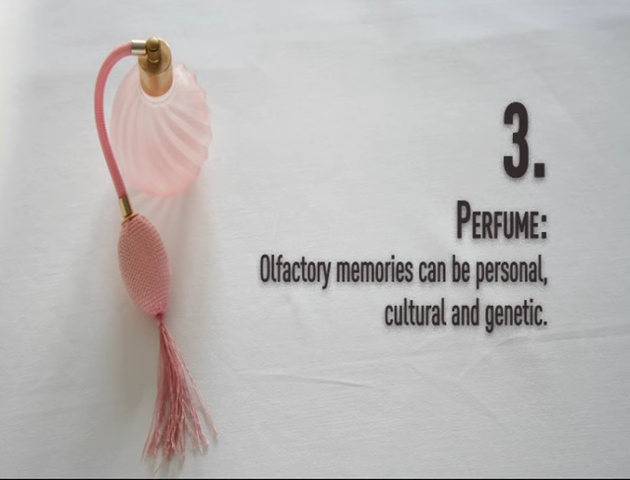 3.
PERFUME:
Olfactory memories can be personal,
cultural and genetic.